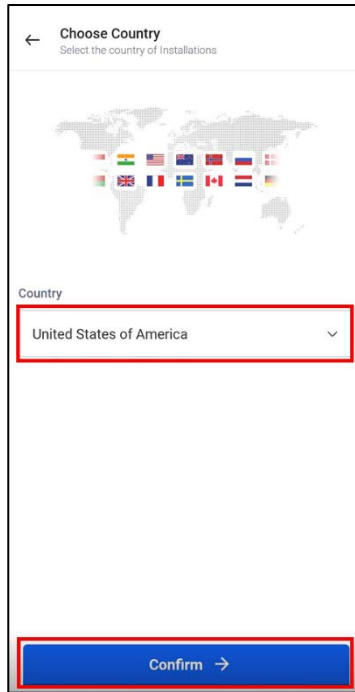 Choose Country
Select the country of Installations
Country
United States of America
Confirm